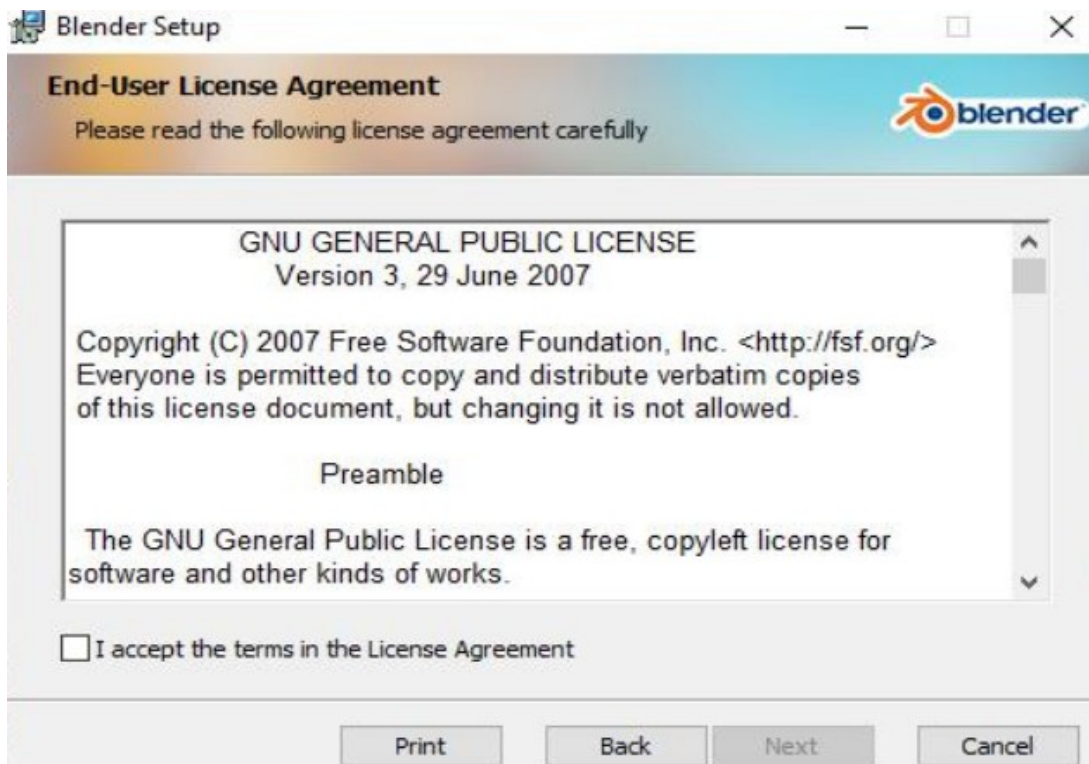 Blender Setup
End-User License Agreement
Please read the following license agreement carefully
blender
GNU GENERAL PUBLIC LICENSE
Version 3, 29 June 2007
Copyright (C) 2007 Free Software Foundation, Inc. <http://fsf.org/>
Everyone is permitted to copy and distribute verbatim copies
of this license document, but changing it is not allowed.
Preamble
The GNU General Public License is a free, copyleft license for
software and other kinds of works.
I accept the terms in the License Agreement
Print Back Next Cancel